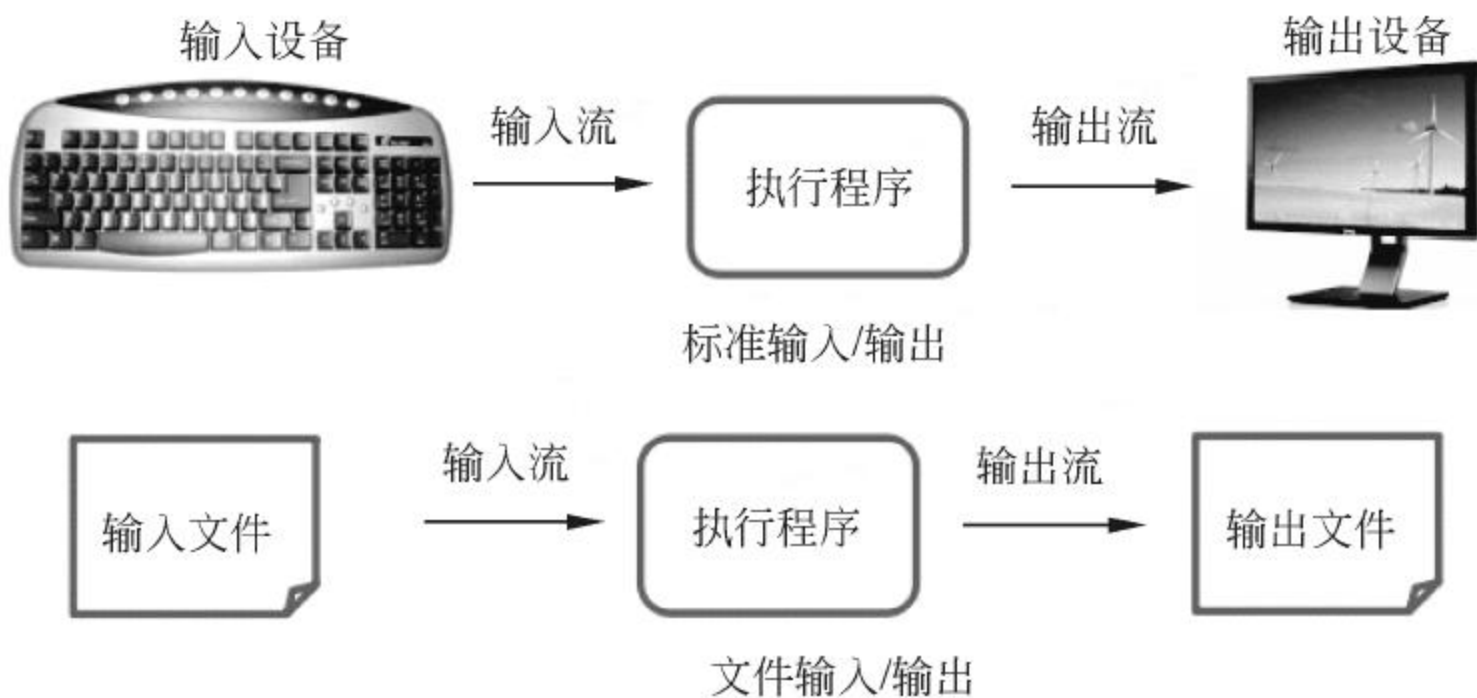 输入设备
输出设备
输入流
执行程序
输出流
标准输入/输出
输入文件
输入流
执行程序
输出流
输出文件
文件输入/输出